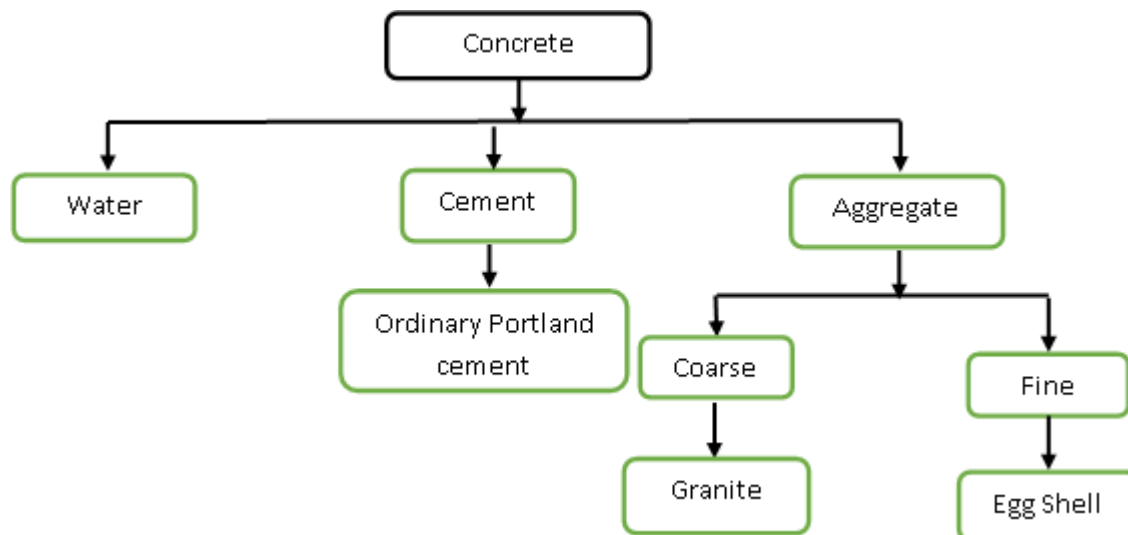 Concrete
Water
Cement
Aggregate
Ordinary Portland
cement
Coarse
Fine
Granite
Egg Shell